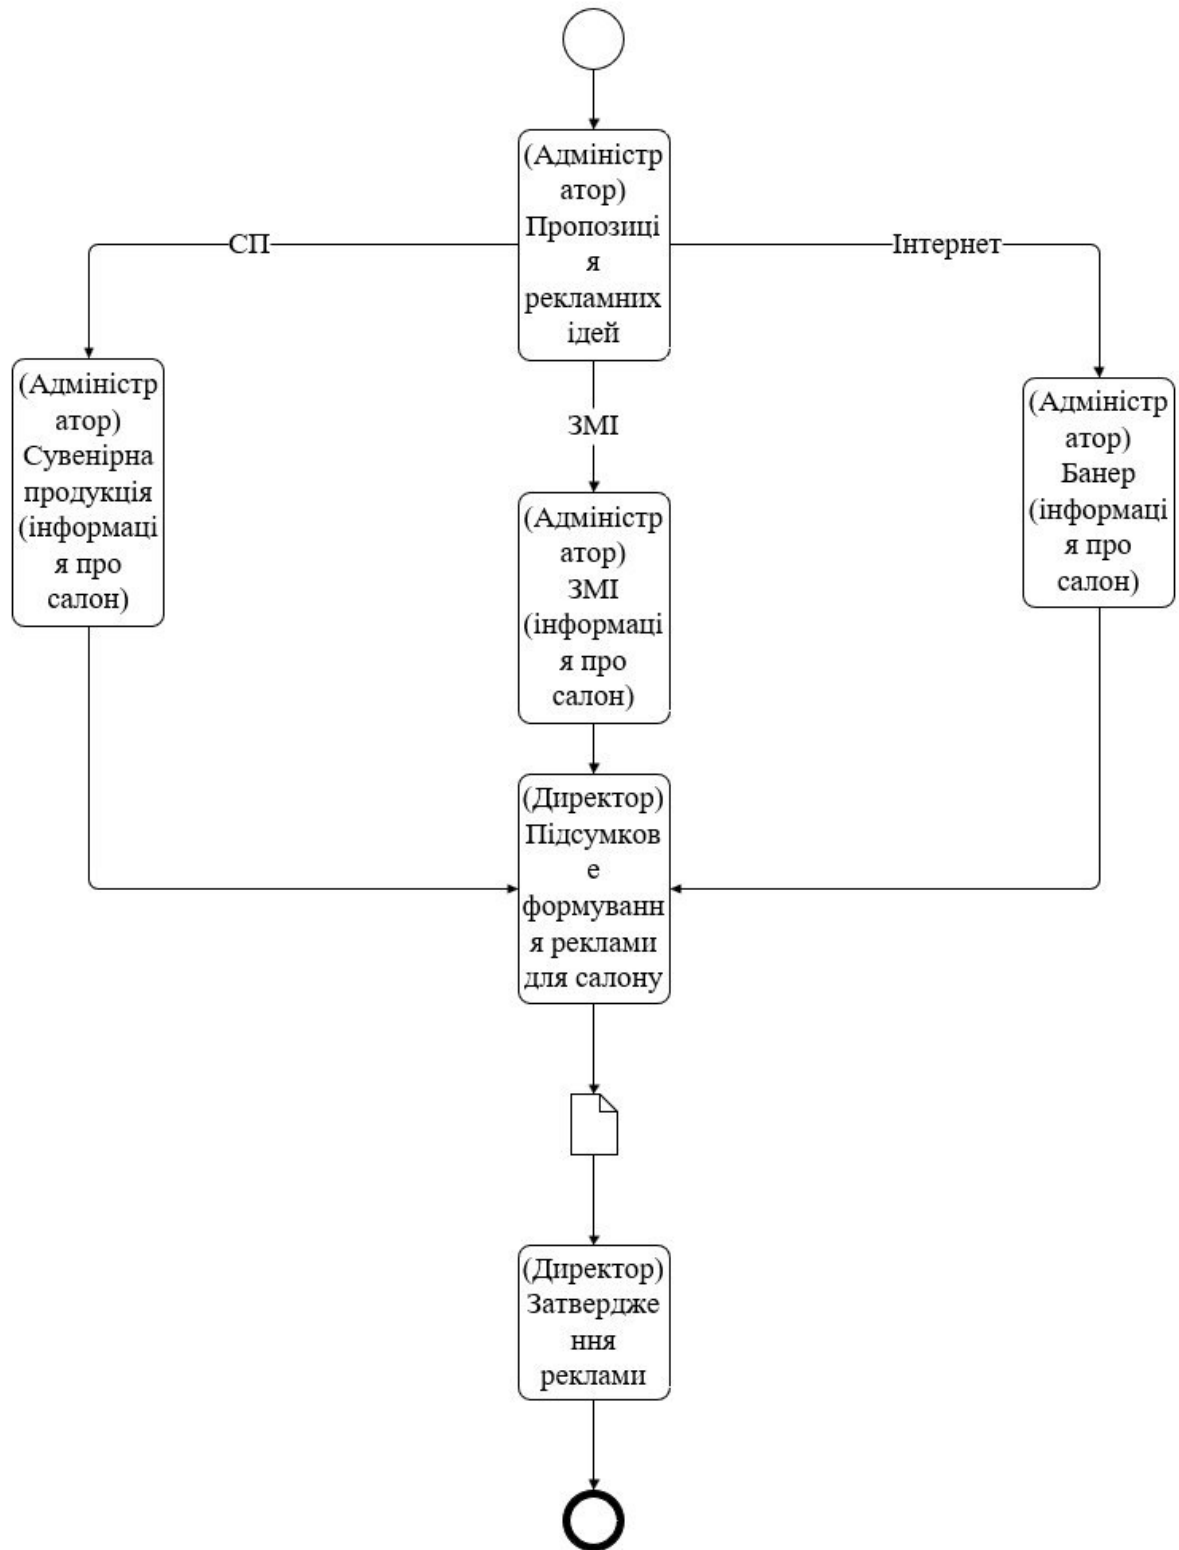 (Адміністр
атор)
Пропозиці
я
рекламних
ідей
СП
Інтернет
(Адміністр
атор)
Сувенірна
продукція
(інформаці
я про
салон)
ЗМІ
(Адміністр
атор)
Банер
(інформаці
я про
салон)
(Адміністр
атор)
ЗМІ
(інформаці
я про
салон)
(Директор)
Підсумков
е
формуванн
я реклами
для салону
(Директор)
Затвердже
ння
реклами